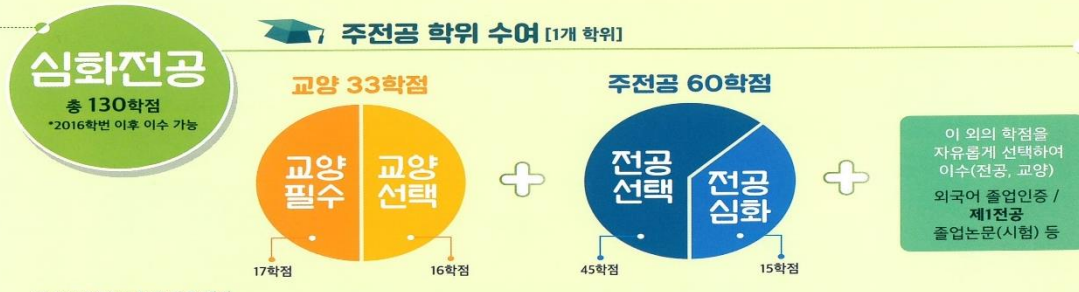 심화전공
총 130학점
*2016학번 이후 이수 가능
주전공 학위 수여 [1개 학위]
교양 33학점
교양
필수
교양
선택
17학점
16학점
주전공 60학점
전공
선택
전공
심화
45학점
15학점
이 외의 학점을
자유롭게 선택하여
이수(전공, 교양)
외국어 졸업인증 /
제1전공
졸업논문(시험) 등